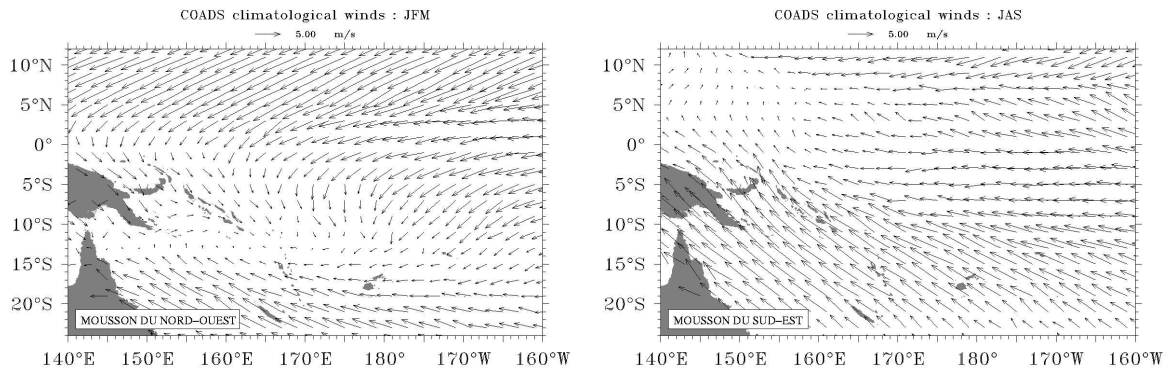 COADS climatological winds : JFM
5.00 m/s
10°N
5°N
0°
5°S
10°S
15°S
20°S
MOUSSON DU NORD-OUEST
140°E 150°E 160°E 170°E 180° 170°W 160°W
COADS climatological winds : JAS
5.00 m/s
10°N
5°N
0°
5°S
10°S
15°S
20°S
MOUSSON DU SUD-EST
140°E 150°E 160°E 170°E 180° 170°W 160°W